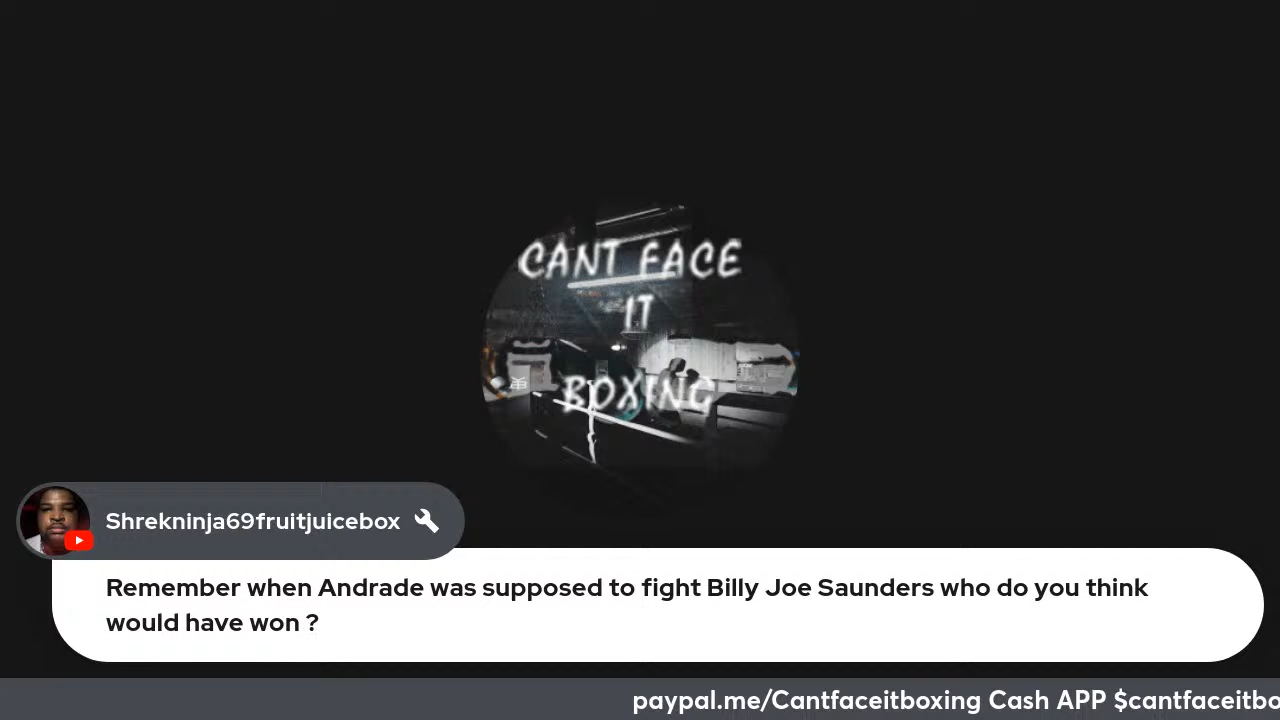 CANT FACE
IT
BOXING
Shrekninja69fruitjuicebox
Remember when Andrade was supposed to fight Billy Joe Saunders who do you think
would have won ?
paypal.me/Cantfaceitboxing Cash APP $cantfaceitbo